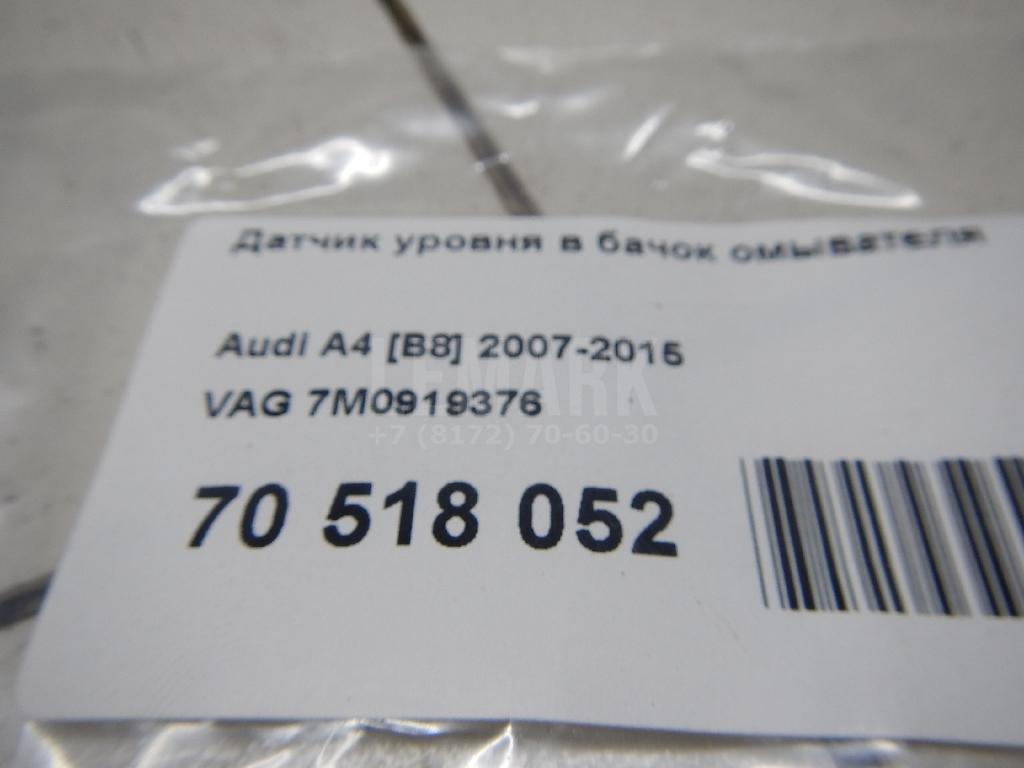 Датчик уровня в бачок омывателя
Audi A4 [B8] 2007-2015
LEMARK
VAG 7M0919376
+7 (8172) 70-60-30
70 518 052